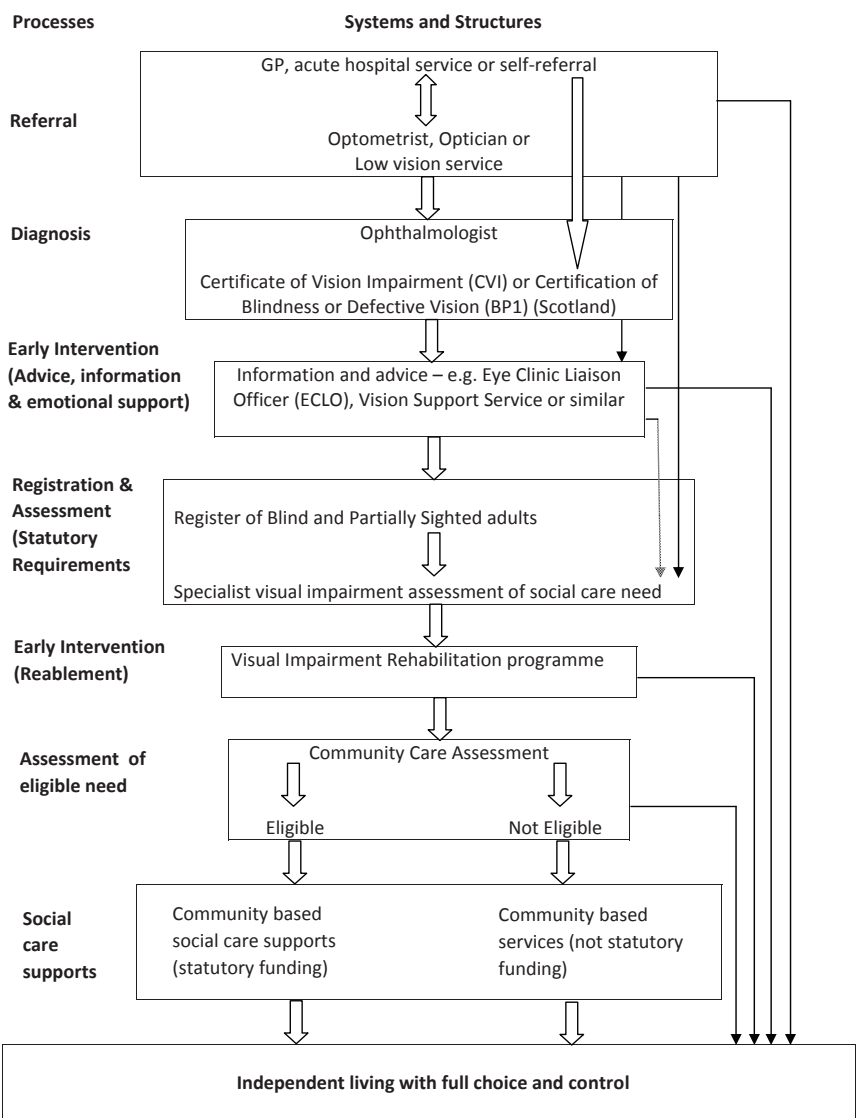 Processes
Systems and Structures
GP, acute hospital service or self-referral
Referral
Optometrist, Optician or
Low vision service
Diagnosis
Ophthalmologist
Certificate of Vision Impairment (CVI) or Certification of
Blindness or Defective Vision (BP1) (Scotland)
Early Intervention
(Advice, information
& emotional support)
Information and advice – e.g. Eye Clinic Liaison
Officer (ECLO), Vision Support Service or similar
Registration &
Assessment
(Statutory
Requirements
Register of Blind and Partially Sighted adults
Specialist visual impairment assessment of social care need
Early Intervention
(Reablement)
Visual Impairment Rehabilitation programme
Assessment of
eligible need
Community Care Assessment
Eligible
Not Eligible
Social
care
supports
Community based
social care supports
(statutory funding)
Community based
services (not statutory
funding)
Independent living with full choice and control